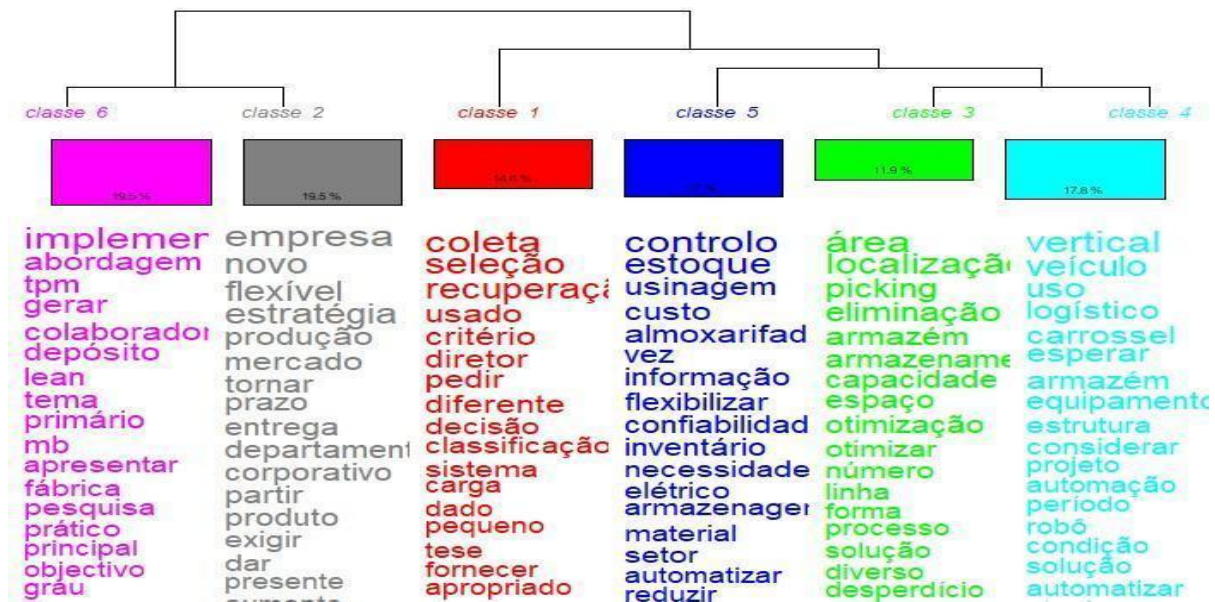 classe 6
classe 2
classe 1
classe 5
classe 3
classe 4
19.5 %
19.5 %
14.6 %
17 %
11.9 %
17.8 %
implemer
abordagem
tpm
gerar
colaborador
depósito
lean
tema
primário
mb
apresentar
fábrica
pesquisa
prático
principal
objectivo
grau
empresa
novo
flexível
estratégia
produção
mercado
tornar
prazo
entrega
departament
corporativo
partir
produto
exigir
dar
presente
coleta
seleção
recuperaçã
usado
critério
diretor
pedir
diferente
decisão
classificação
sistema
carga
dado
pequeno
tese
fornecer
apropriado
controlo
estoque
usinagem
custo
almoxarifad
vez
informação
flexibilizar
confiabilidad
inventário
necessidade
elétrico
armazenager
material
setor
automatizar
reduzir
área
localização
picking
eliminação
armazém
armazename
capacidade
espaço
otimização
otimizar
número
linha
forma
processo
solução
diverso
desperdício
vertical
veículo
uso
logístico
carrossel
esperar
armazém
equipamento
estrutura
considerar
projeto
automação
período
robô
condição
solução
automatizar